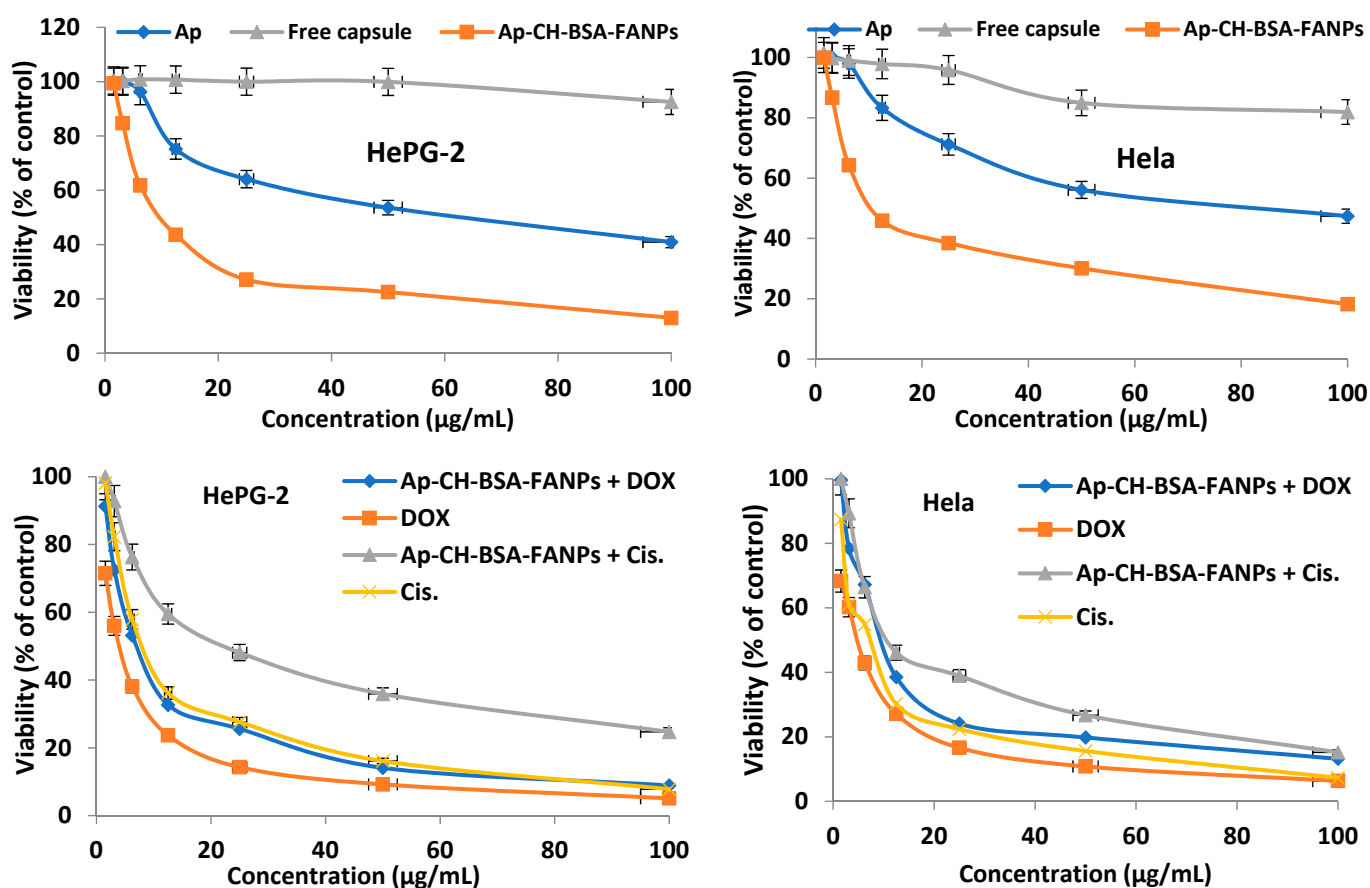 Ap Free capsule Ap-CH-BSA-FANPs
HePG-2
Viability (% of control)
120
100
80
60
40
20
0
0 20 40 60 80 100
Concentration (µg/mL)
Ap Free capsule Ap-CH-BSA-FANPs
Hela
Viability (% of control)
100
80
60
40
20
0
0 20 40 60 80 100
Concentration (µg/mL)
HePG-2
Ap-CH-BSA-FANPs + DOX
DOX
Ap-CH-BSA-FANPs + Cis.
Cis.
Viability (% of control)
100
80
60
40
20
0
0 20 40 60 80 100
Concentration (µg/mL)
Hela
Ap-CH-BSA-FANPs + DOX
DOX
Ap-CH-BSA-FANPs + Cis.
Cis.
Viability (% of control)
100
80
60
40
20
0
0 20 40 60 80 100
Concentration (µg/mL)